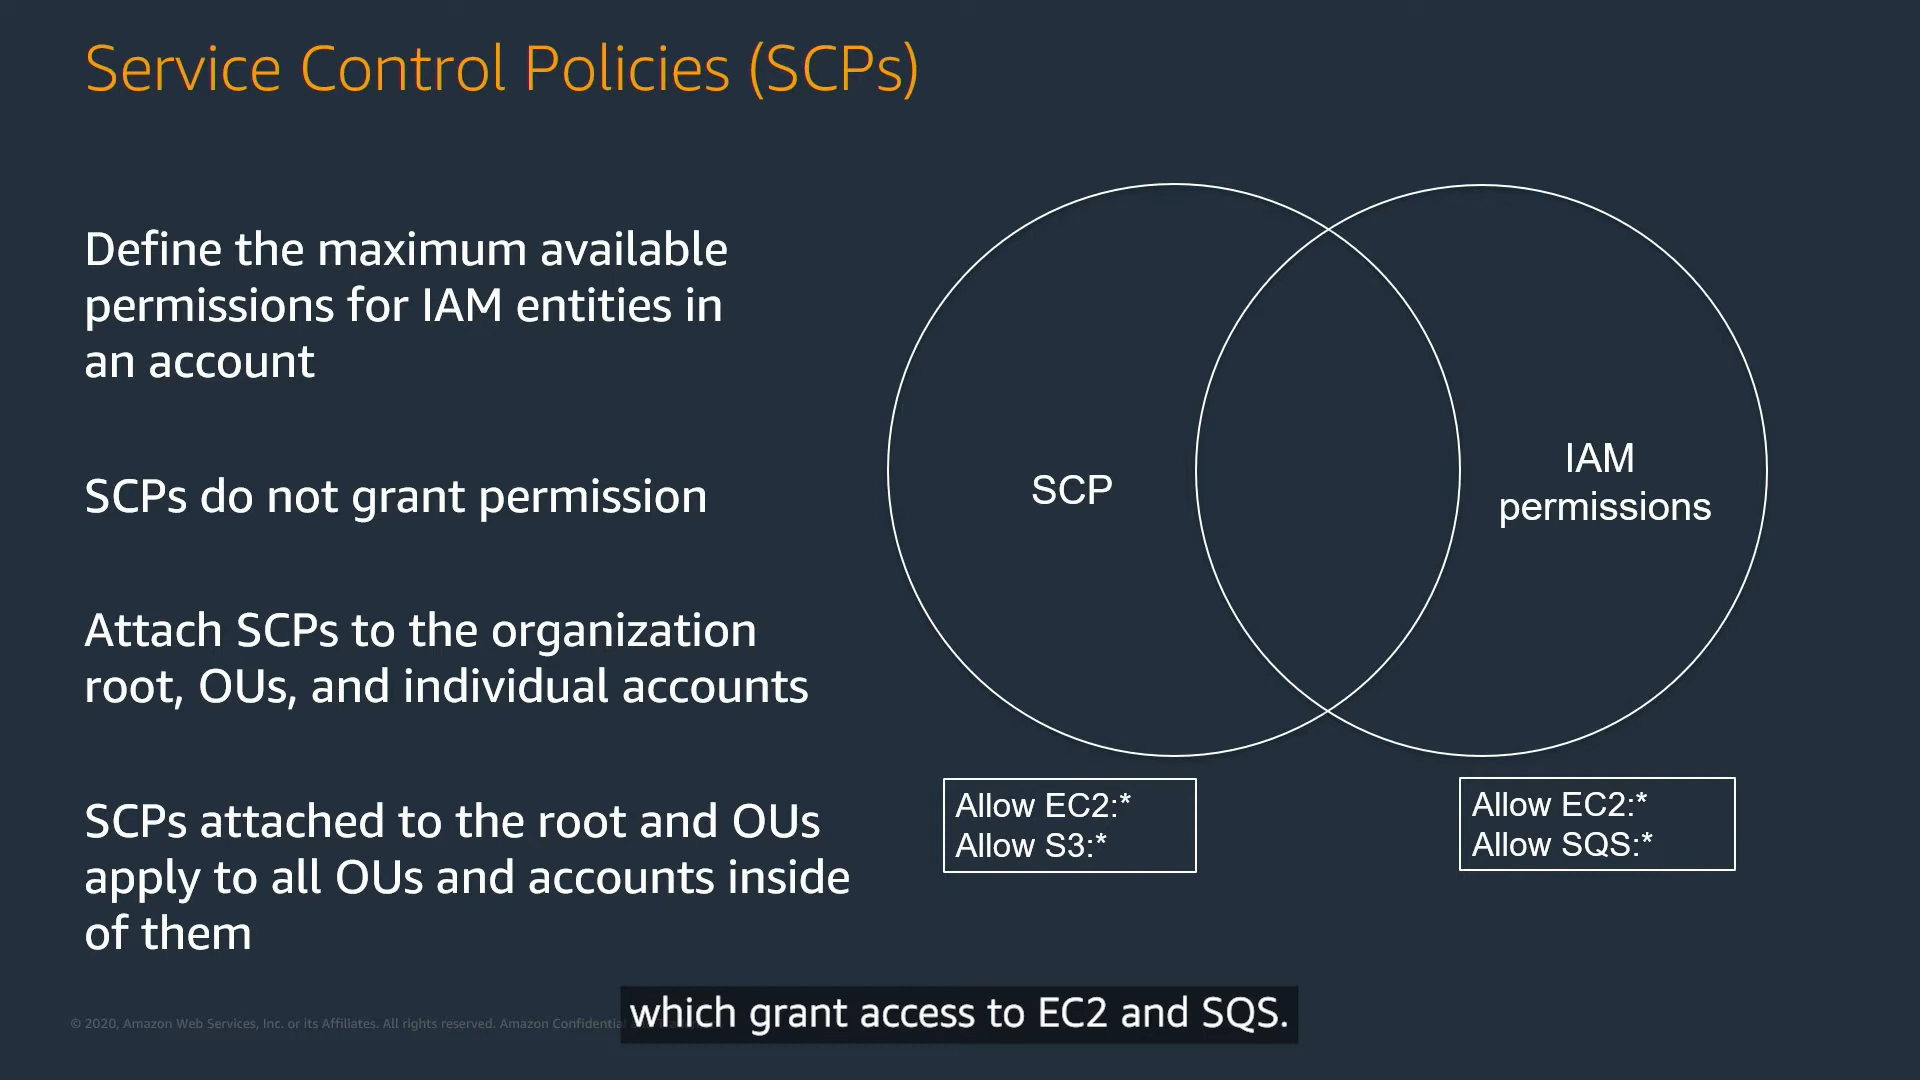 Service Control Policies (SCPs)
Define the maximum available
permissions for IAM entities in
an account
SCPs do not grant permission
Attach SCPs to the organization
root, OUs, and individual accounts
SCPs attached to the root and OUs
apply to all OUs and accounts inside
of them
SCP
IAM
permissions
Allow EC2:*
Allow S3:*
Allow EC2:*
Allow SQS:*
© 2020, Amazon Web Services, Inc. or its Affiliates. All rights reserved. Amazon Confidential
which grant access to EC2 and SQS.